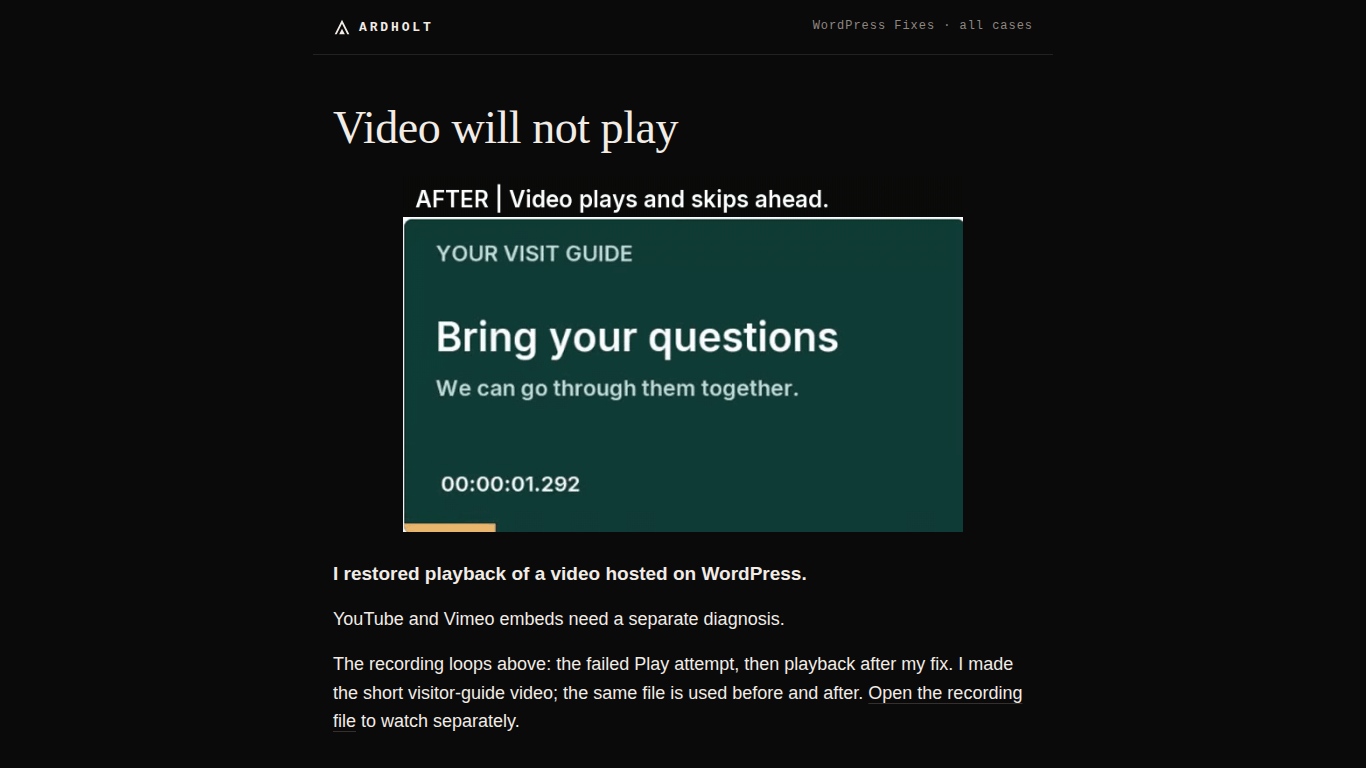 ARDHOLT
WordPress Fixes · all cases
Video will not play
AFTER | Video plays and skips ahead.
YOUR VISIT GUIDE
Bring your questions
We can go through them together.
00:00:01.292
I restored playback of a video hosted on WordPress.
YouTube and Vimeo embeds need a separate diagnosis.
The recording loops above: the failed Play attempt, then playback after my fix. I made
the short visitor-guide video; the same file is used before and after. Open the recording
file to watch separately.